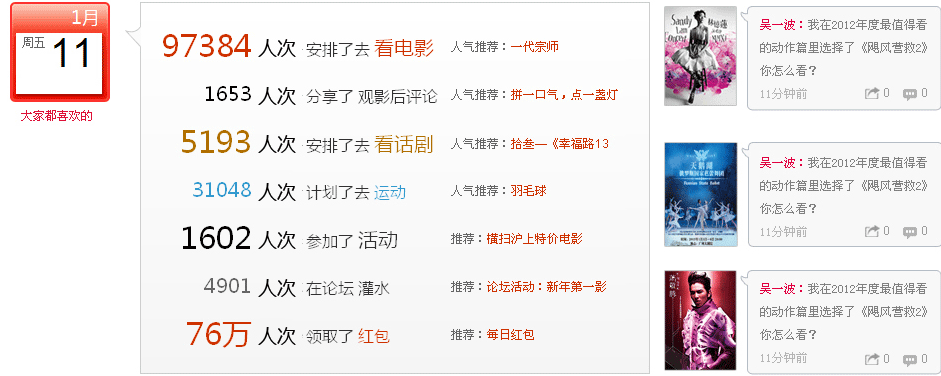 1月
周五
11
大家都喜欢的
97384 人次 安排了去 看电影 人气推荐：一代宗师
1653 人次 分享了 观影后评论 人气推荐：拼一口气，点一盏灯
5193 人次 安排了去 看话剧 人气推荐：拾叁—《幸福路13
31048 人次 计划了去 运动 人气推荐：羽毛球
1602 人次 参加了 活动 推荐：横扫沪上特价电影
4901 人次 在论坛 灌水 推荐：论坛活动：新年第一影
76万 人次 领取了 红包 推荐：每日红包
Sandy
吴一波：我在2012年度最值得看
的动作篇里选择了《飓风营救2》
你怎么看？
11分钟前 0 0
天鹅湖
俄罗斯国家芭蕾舞团
Russian State Ballet
吴一波：我在2012年度最值得看
的动作篇里选择了《飓风营救2》
你怎么看？
11分钟前 0 0
吴一波：我在2012年度最值得看
的动作篇里选择了《飓风营救2》
你怎么看？
11分钟前 0 0